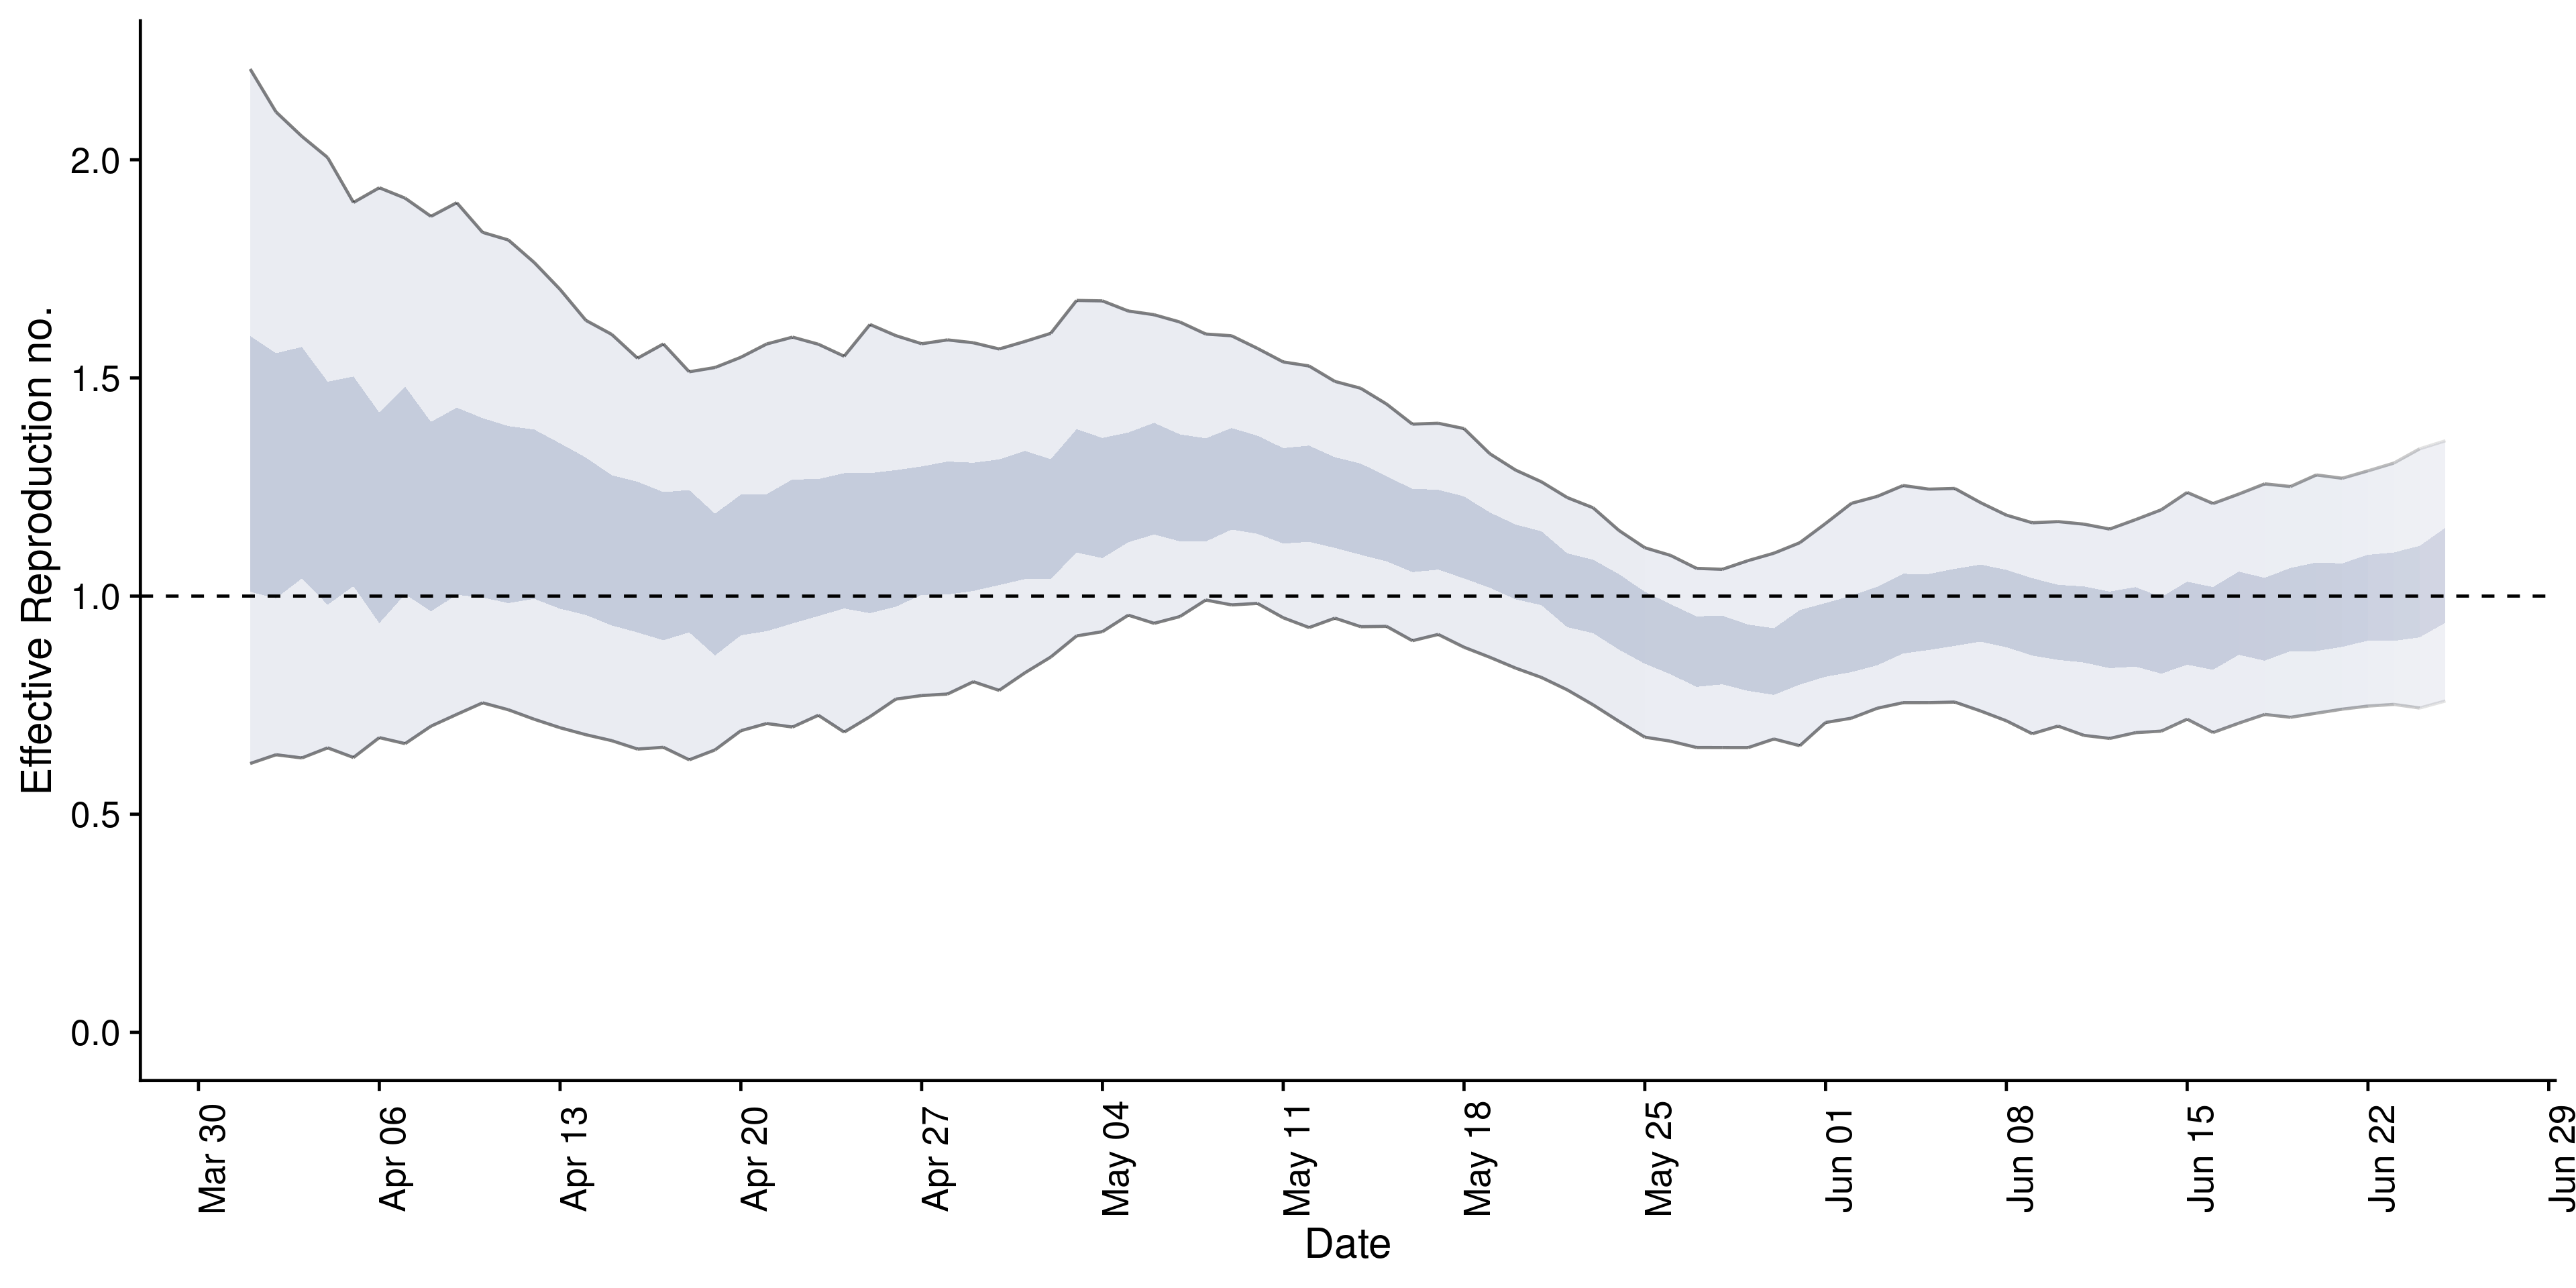 Effective Reproduction no.
2.0
1.5
1.0
0.5
0.0
Mar 30
Apr 06
Apr 13
Apr 20
Apr 27
May 04
May 11
May 18
May 25
Jun 01
Jun 08
Jun 15
Jun 22
Jun 29
Date